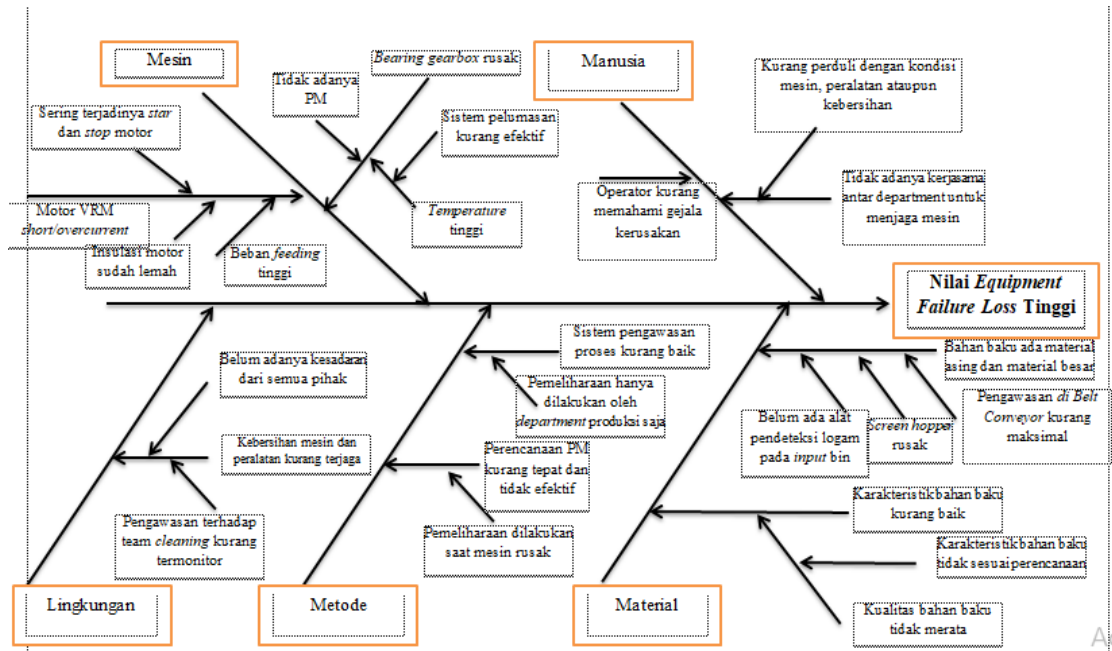 Mesin
Bearing gearbox rusak
Manusia
Tidak adanya
PM
Kurang perduli dengan kondisi
mesin, peralatan ataupun
kebersihan
Sering terjadinya star
dan stop motor
Sistem pelumasan
kurang efektif
Operator kurang
memahami gejala
kerusakan
Tidak adanya kerjasama
antar department untuk
menjaga mesin
Motor VRM
short/overcurrent
Insulasi motor
sudah lemah
Beban feeding
tinggi
Temperature
tinggi
Nilai Equipment
Failure Loss Tinggi
Belum adanya kesadaran
dari semua pihak
Sistem pengawasan
proses kurang baik
Bahan baku ada material
asing dan material besar
Pemeliharaan hanya
dilakukan oleh
department produksi saja
Belum ada alat
pendeteksi logam
pada input bin
Screen hopper
rusak
Pengawasan di Belt
Conveyor kurang
maksimal
Kebersihan mesin dan
peralatan kurang terjaga
Perencanaan PM
kurang tepat dan
tidak efektif
Karakteristik bahan baku
kurang baik
Pengawasan terhadap
team cleaning kurang
termonitor
Pemeliharaan dilakukan
saat mesin rusak
Karakteristik bahan baku
tidak sesuai perencanaan
Kualitas bahan baku
tidak merata
Lingkungan
Metode
Material